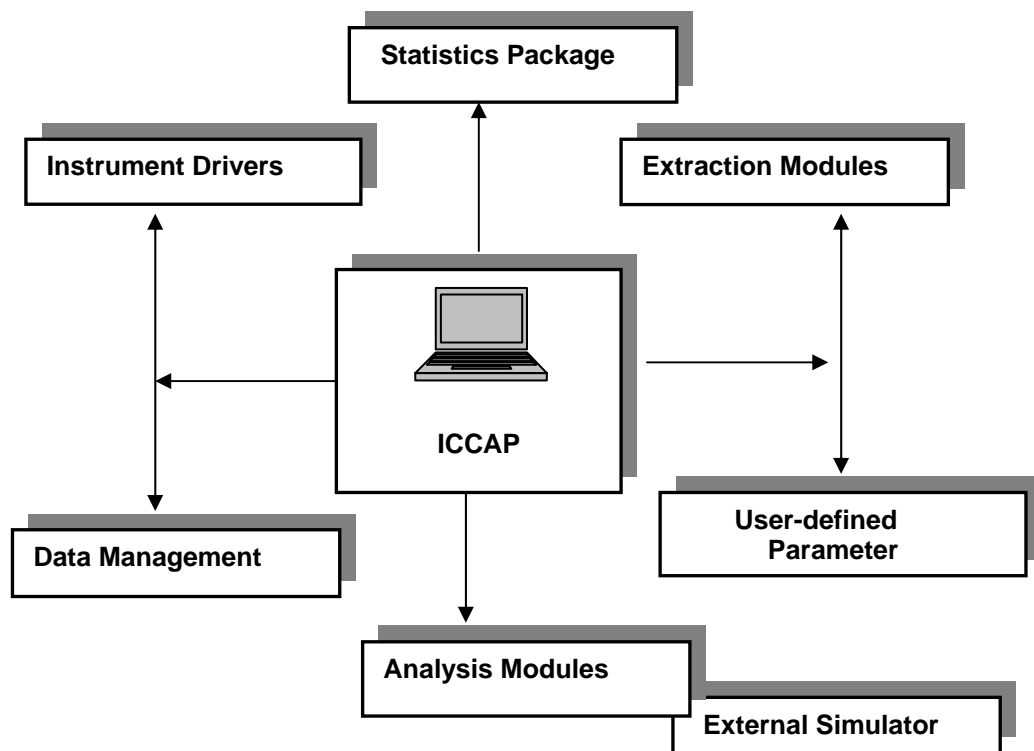 Statistics Package
Instrument Drivers
Extraction Modules
ICCAP
User-defined
Parameter
Data Management
Analysis Modules
External Simulator